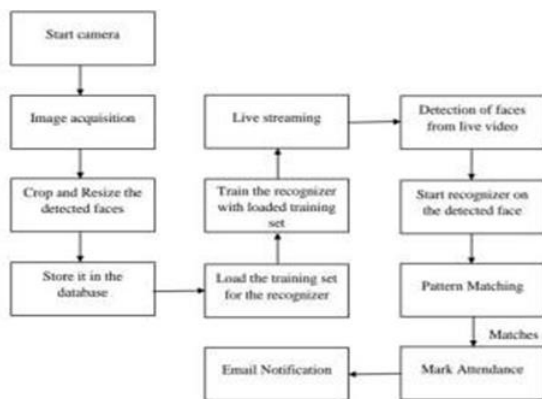 Start camera
Image acquisition
Crop and Resize the
detected faces
Store it in the
database
Load the training set
for the recognizer
Train the recognizer
with loaded training
set
Live streaming
Detection of faces
from live video
Start recognizer on
the detected face
Pattern Matching
Matches
Mark Attendance
Email Notification